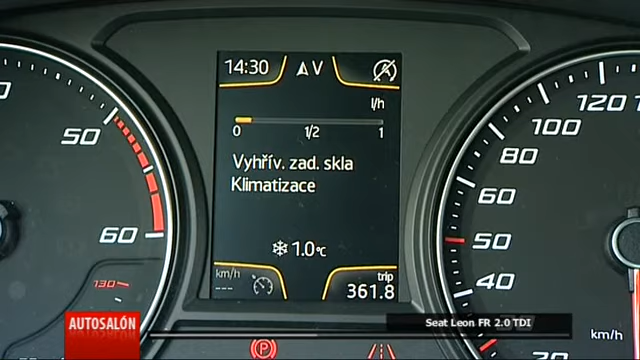 14:30 V A
l/h
0 1/2 1
Vyhřív. zad. skla
Klimatizace
1.0°C
km/h
---
trip
361.8
50
60
130
120
100
80
60
50
40
km/h
AUTOSALÓN
Seat Leon FR 2.0 TDI
P